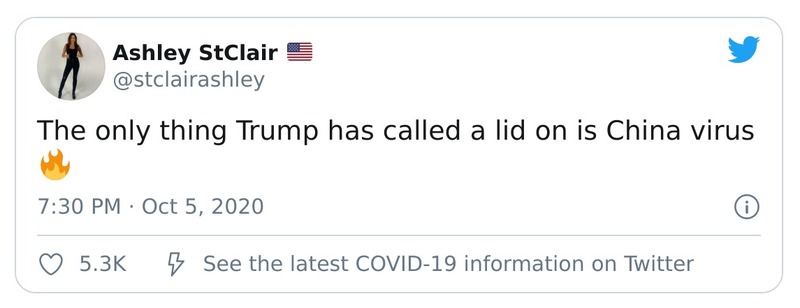 Ashley StClair 🇺🇸
@stclairashley
The only thing Trump has called a lid on is China virus
🔥
7:30 PM · Oct 5, 2020
5.3K See the latest COVID-19 information on Twitter